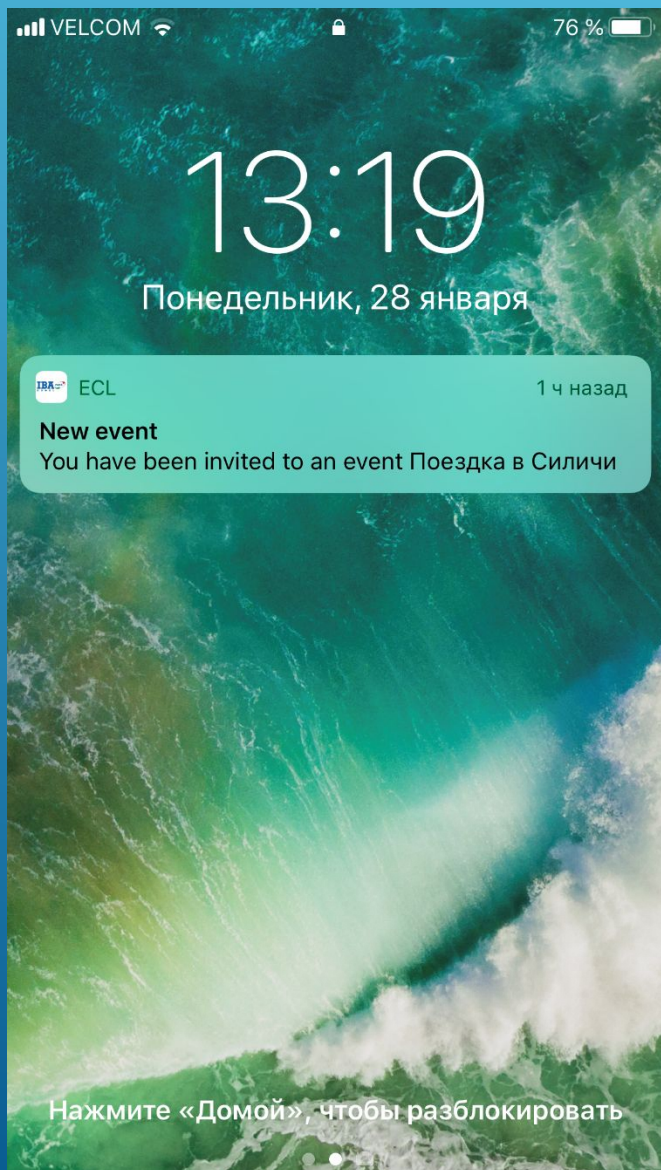 VELCOM
76 %
13:19
Понедельник, 28 января
IBA
ECL
1 ч назад
New event
You have been invited to an event Поездка в Силичи
Нажмите «Домой», чтобы разблокировать